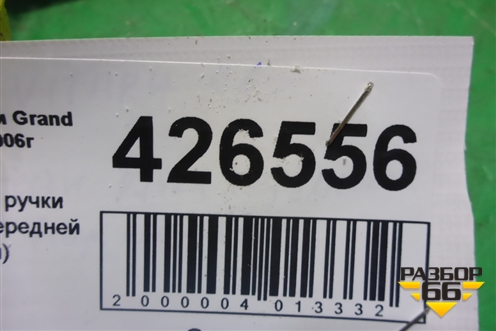 Grand
426556
006г
ручки
ередней
2 000004 013332
РАЗБОР
66